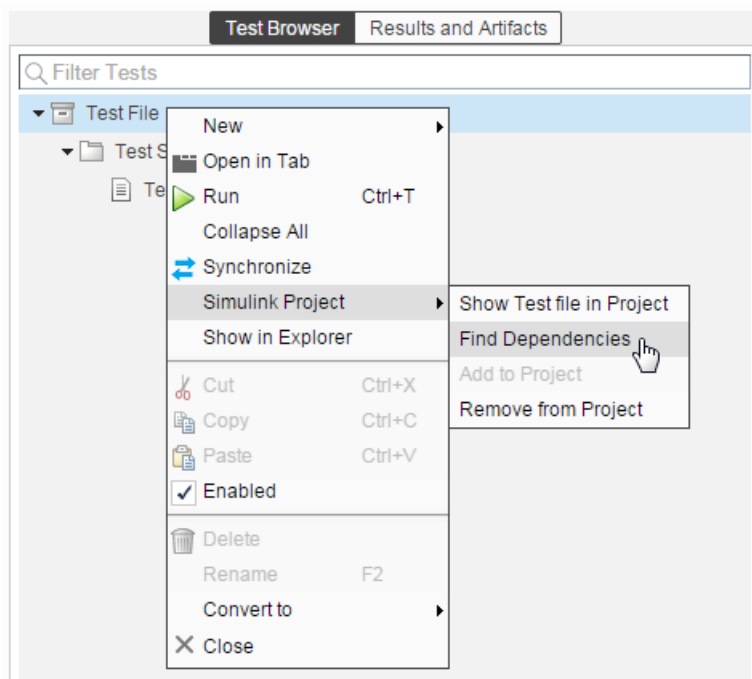 Test Browser Results and Artifacts
Filter Tests
Test File
New
Test S
Open in Tab
Te
Run Ctrl+T
Collapse All
Synchronize
Simulink Project
Show Test file in Project
Show in Explorer
Find Dependencies
Add to Project
Cut Ctrl+X
Remove from Project
Copy Ctrl+C
Paste Ctrl+V
Enabled
Delete
Rename F2
Convert to
Close